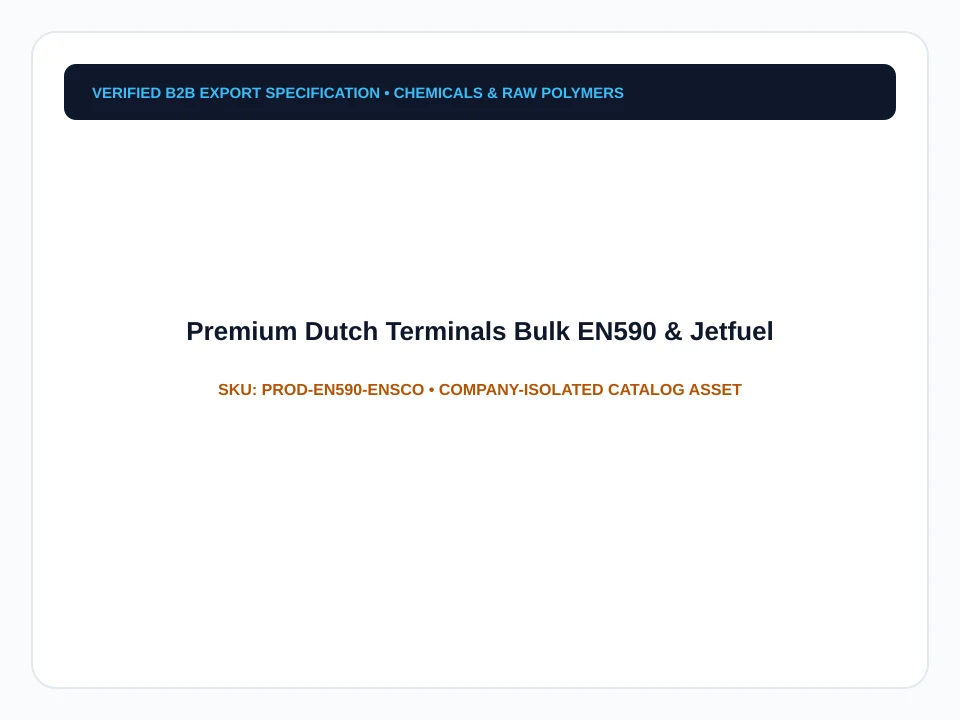 VERIFIED B2B EXPORT SPECIFICATION • CHEMICALS & RAW POLYMERS
Premium Dutch Terminals Bulk EN590 & Jetfuel
SKU: PROD-EN590-ENSCO • COMPANY-ISOLATED CATALOG ASSET